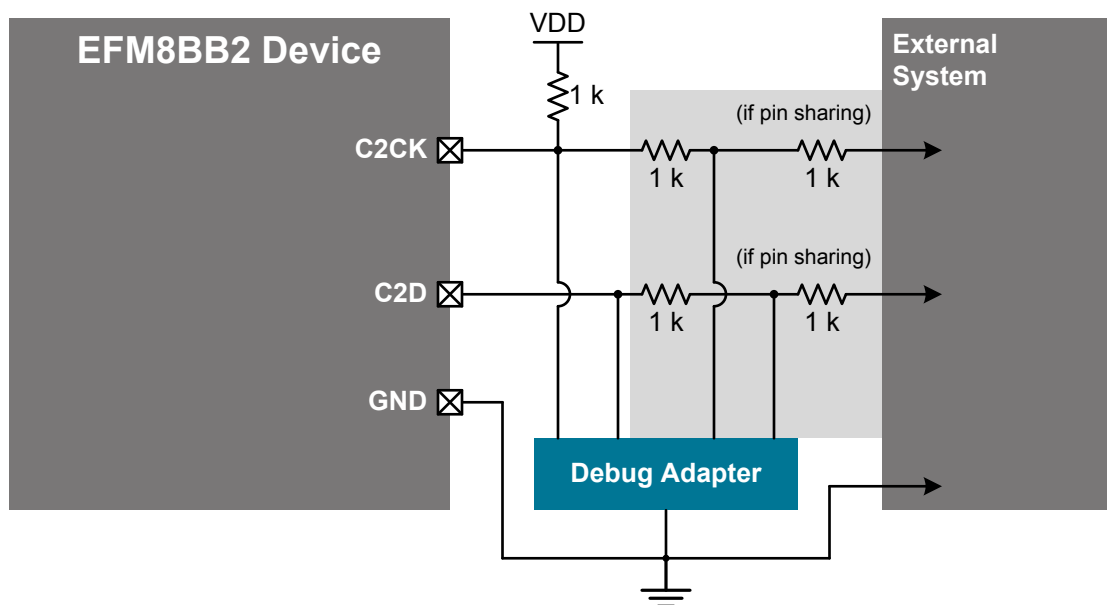 EFM8BB2 Device
VDD
External
System
1 k
(if pin sharing)
C2CK
1 k
1 k
(if pin sharing)
C2D
1 k
1 k
GND
Debug Adapter